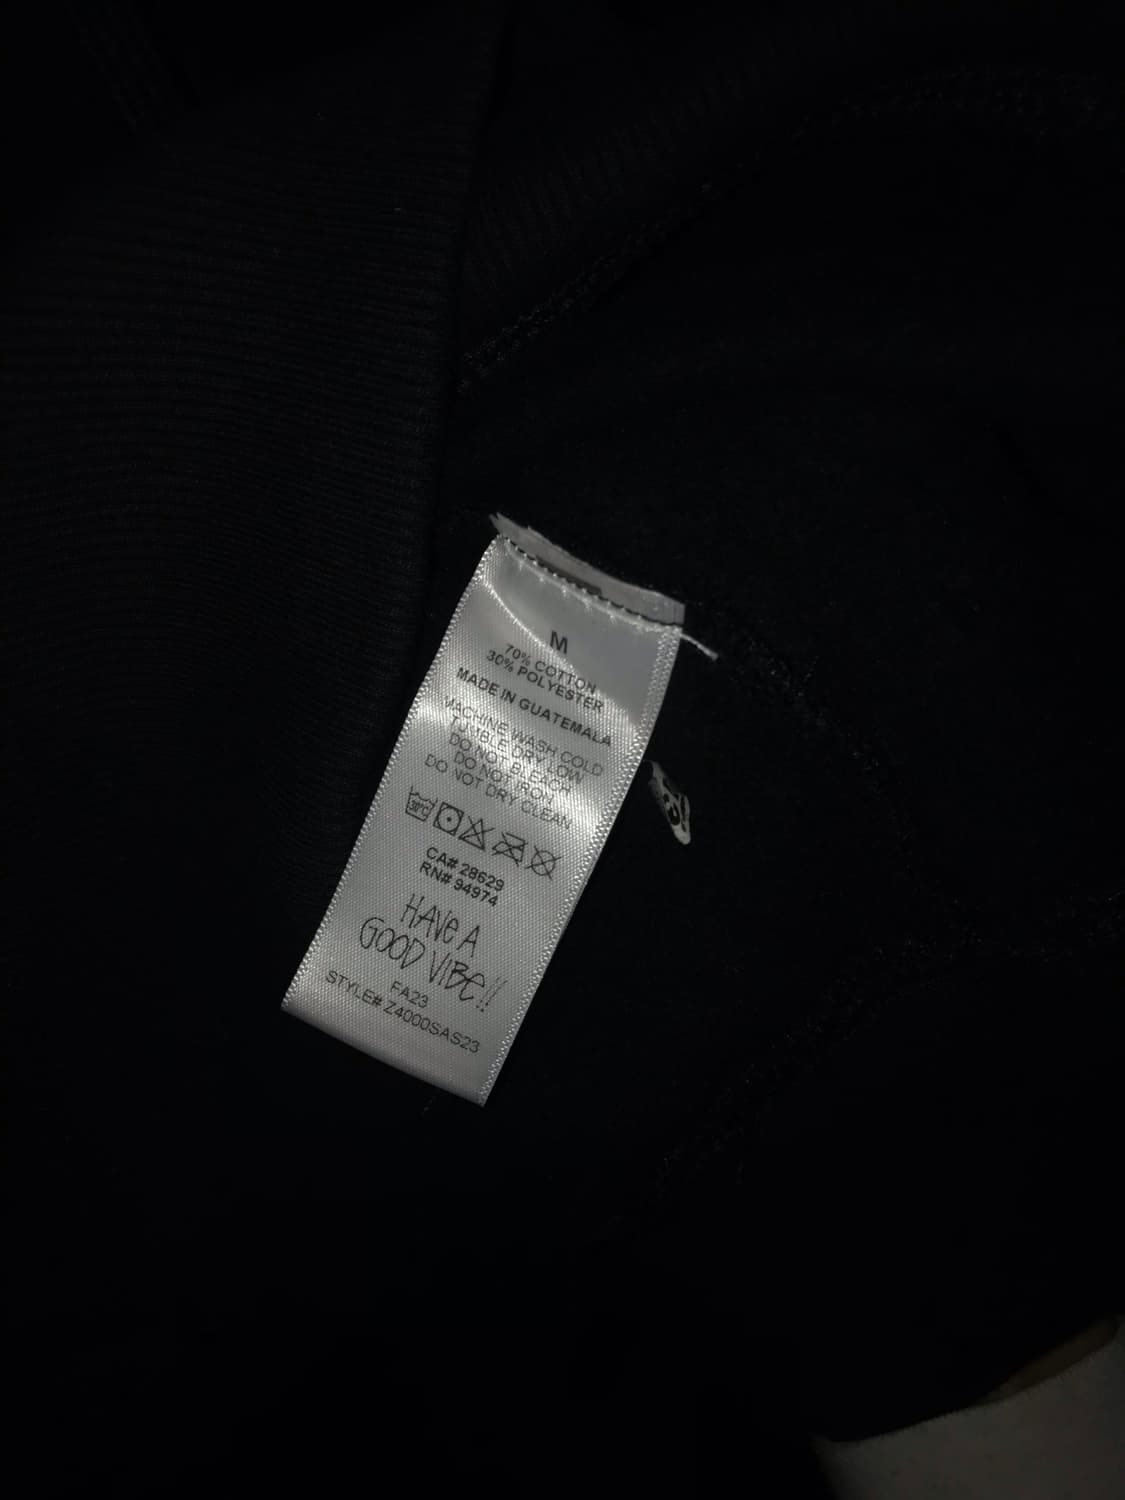 M
70% COTTON
30% POLYESTER
MADE IN GUATEMALA
MACHINE WASH COLD
TUMBLE DRY LOW
DO NOT BLEACH
DO NOT IRON
DO NOT DRY CLEAN
30°C
CA# 28629
RN# 94974
HAVE A
GOOD VIBE!!
FA23
STYLE# Z4000SAS23